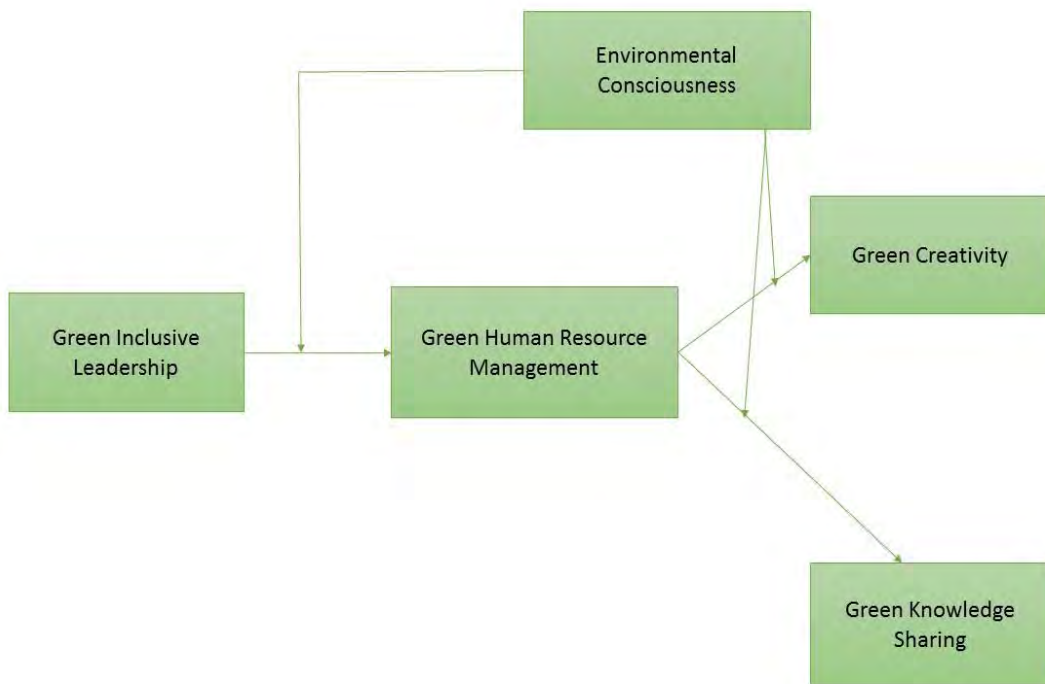 Environmental
Consciousness
Green Creativity
Green Inclusive
Leadership
Green Human Resource
Management
Green Knowledge
Sharing